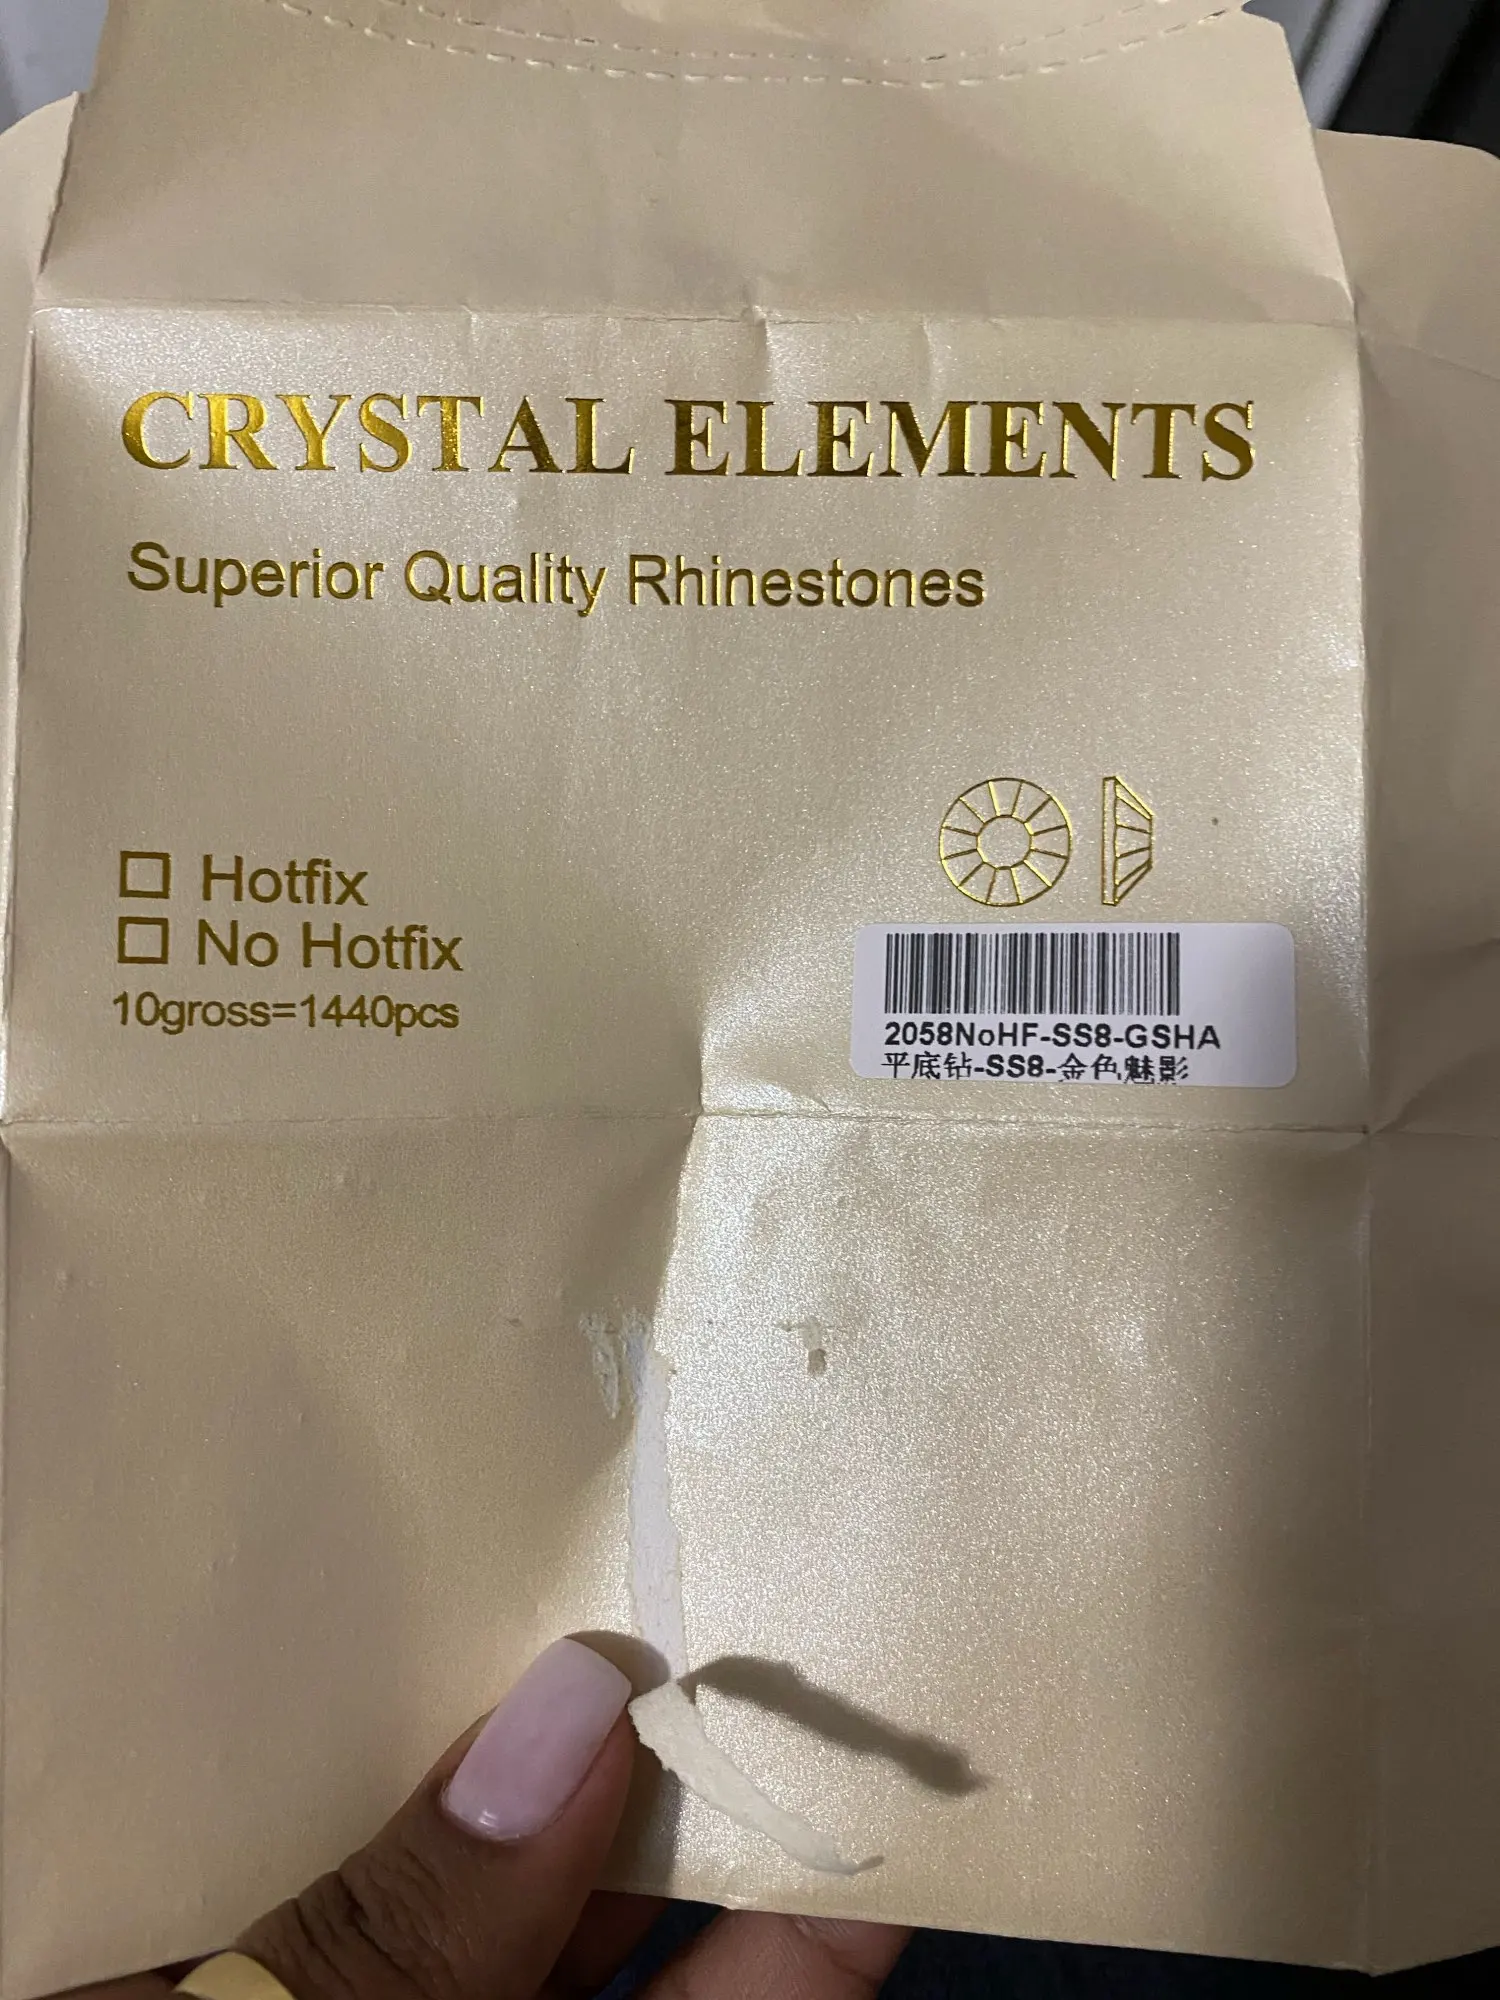 CRYSTAL ELEMENTS
Superior Quality Rhinestones
Hotfix
No Hotfix
10gross=1440pcs
2058NoHF-SS8-GSHA
平底钻-SS8-金色魅影